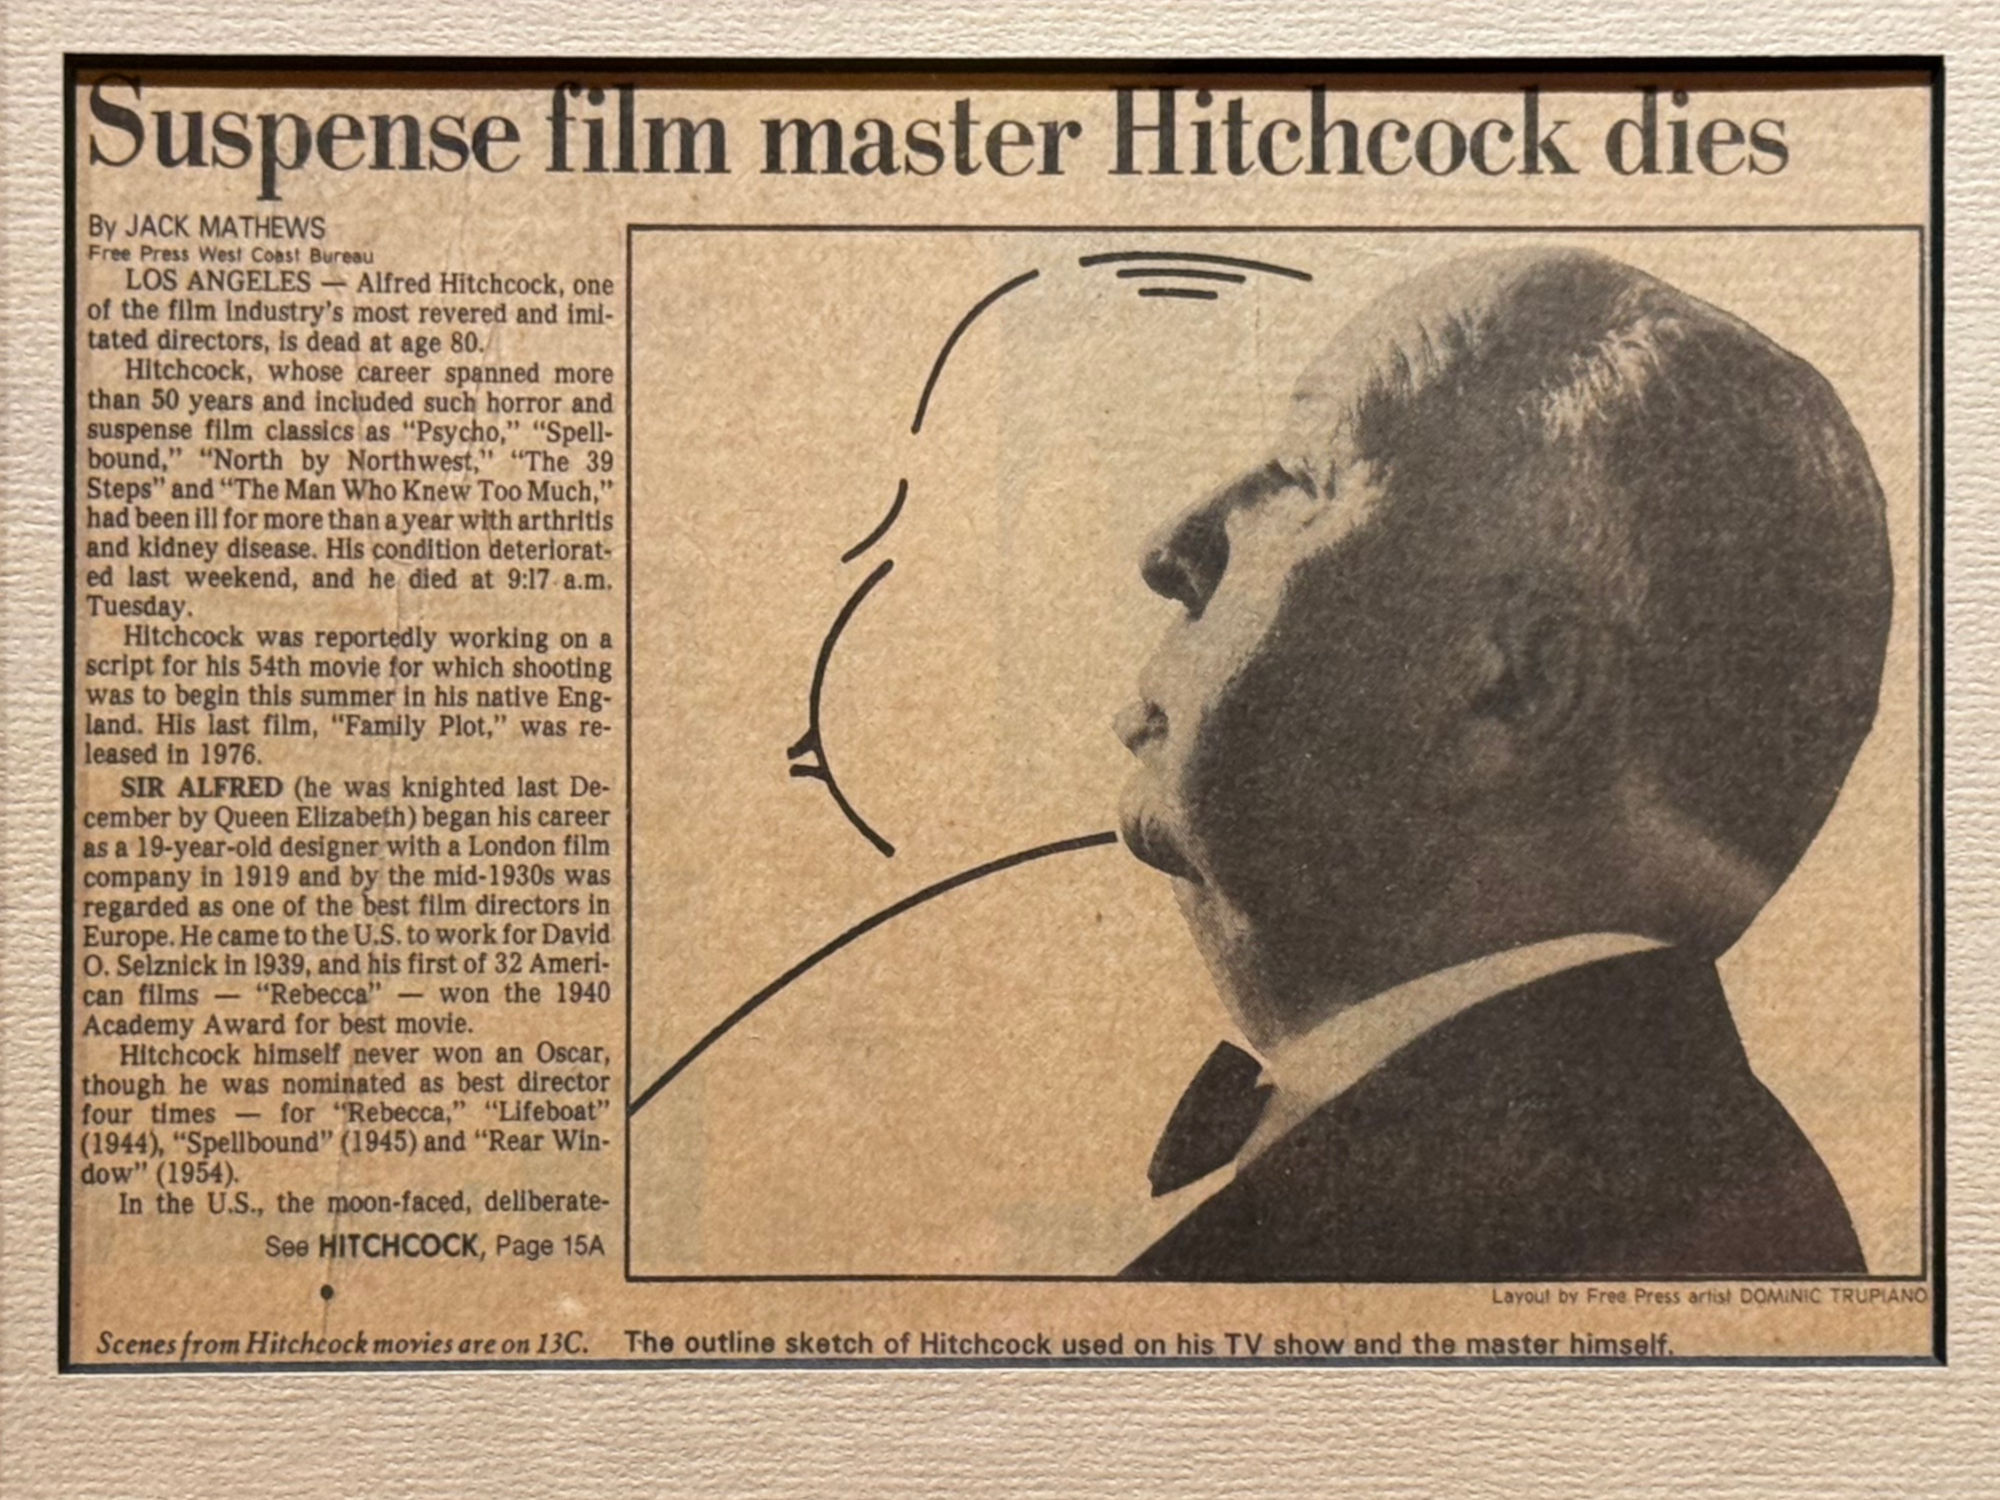 Suspense film master Hitchcock dies
By JACK MATHEWS
Free Press West Coast Bureau
LOS ANGELES — Alfred Hitchcock, one
of the film industry's most revered and imi-
tated directors, is dead at age 80.
Hitchcock, whose career spanned more
than 50 years and included such horror and
suspense film classics as "Psycho," "Spell-
bound," "North by Northwest," "The 39
Steps" and "The Man Who Knew Too Much,"
had been ill for more than a year with arthritis
and kidney disease. His condition deteriorat-
ed last weekend, and he died at 9:17 a.m.
Tuesday.
Hitchcock was reportedly working on a
script for his 54th movie for which shooting
was to begin this summer in his native Eng-
land. His last film, "Family Plot," was re-
leased in 1976.
SIR ALFRED (he was knighted last De-
cember by Queen Elizabeth) began his career
as a 19-year-old designer with a London film
company in 1919 and by the mid-1930s was
regarded as one of the best film directors in
Europe. He came to the U.S. to work for David
O. Selznick in 1939, and his first of 32 Ameri-
can films — "Rebecca" — won the 1940
Academy Award for best movie.
Hitchcock himself never won an Oscar,
though he was nominated as best director
four times — for "Rebecca," "Lifeboat"
(1944), "Spellbound" (1945) and "Rear Win-
dow" (1954).
In the U.S., the moon-faced, deliberate-
See HITCHCOCK, Page 15A
Scenes from Hitchcock movies are on 13C.
Layout by Free Press artist DOMINIC TRUPIANO
The outline sketch of Hitchcock used on his TV show and the master himself.